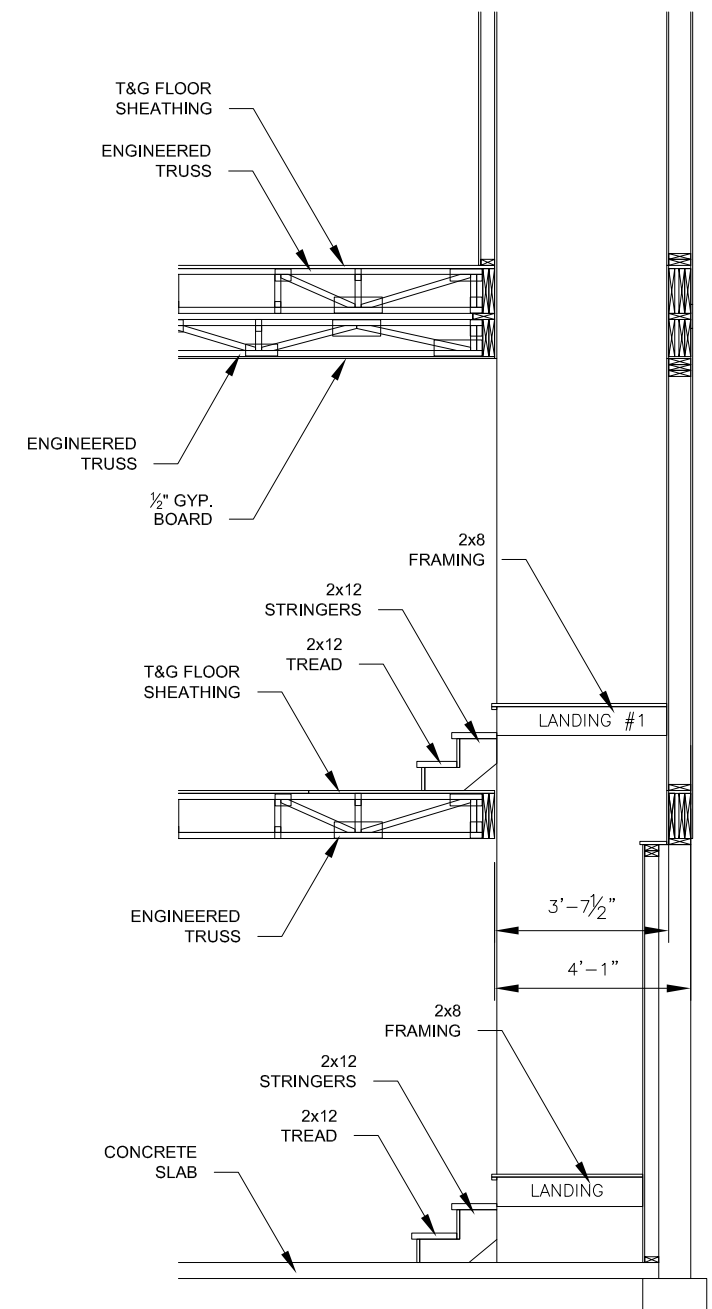 T&G FLOOR
SHEATHING
ENGINEERED
TRUSS
ENGINEERED
TRUSS
½" GYP.
BOARD
2x8
FRAMING
2x12
STRINGERS
2x12
TREAD
T&G FLOOR
SHEATHING
LANDING #1
ENGINEERED
TRUSS
3'-7½"
4'-1"
2x8
FRAMING
2x12
STRINGERS
2x12
TREAD
CONCRETE
SLAB
LANDING